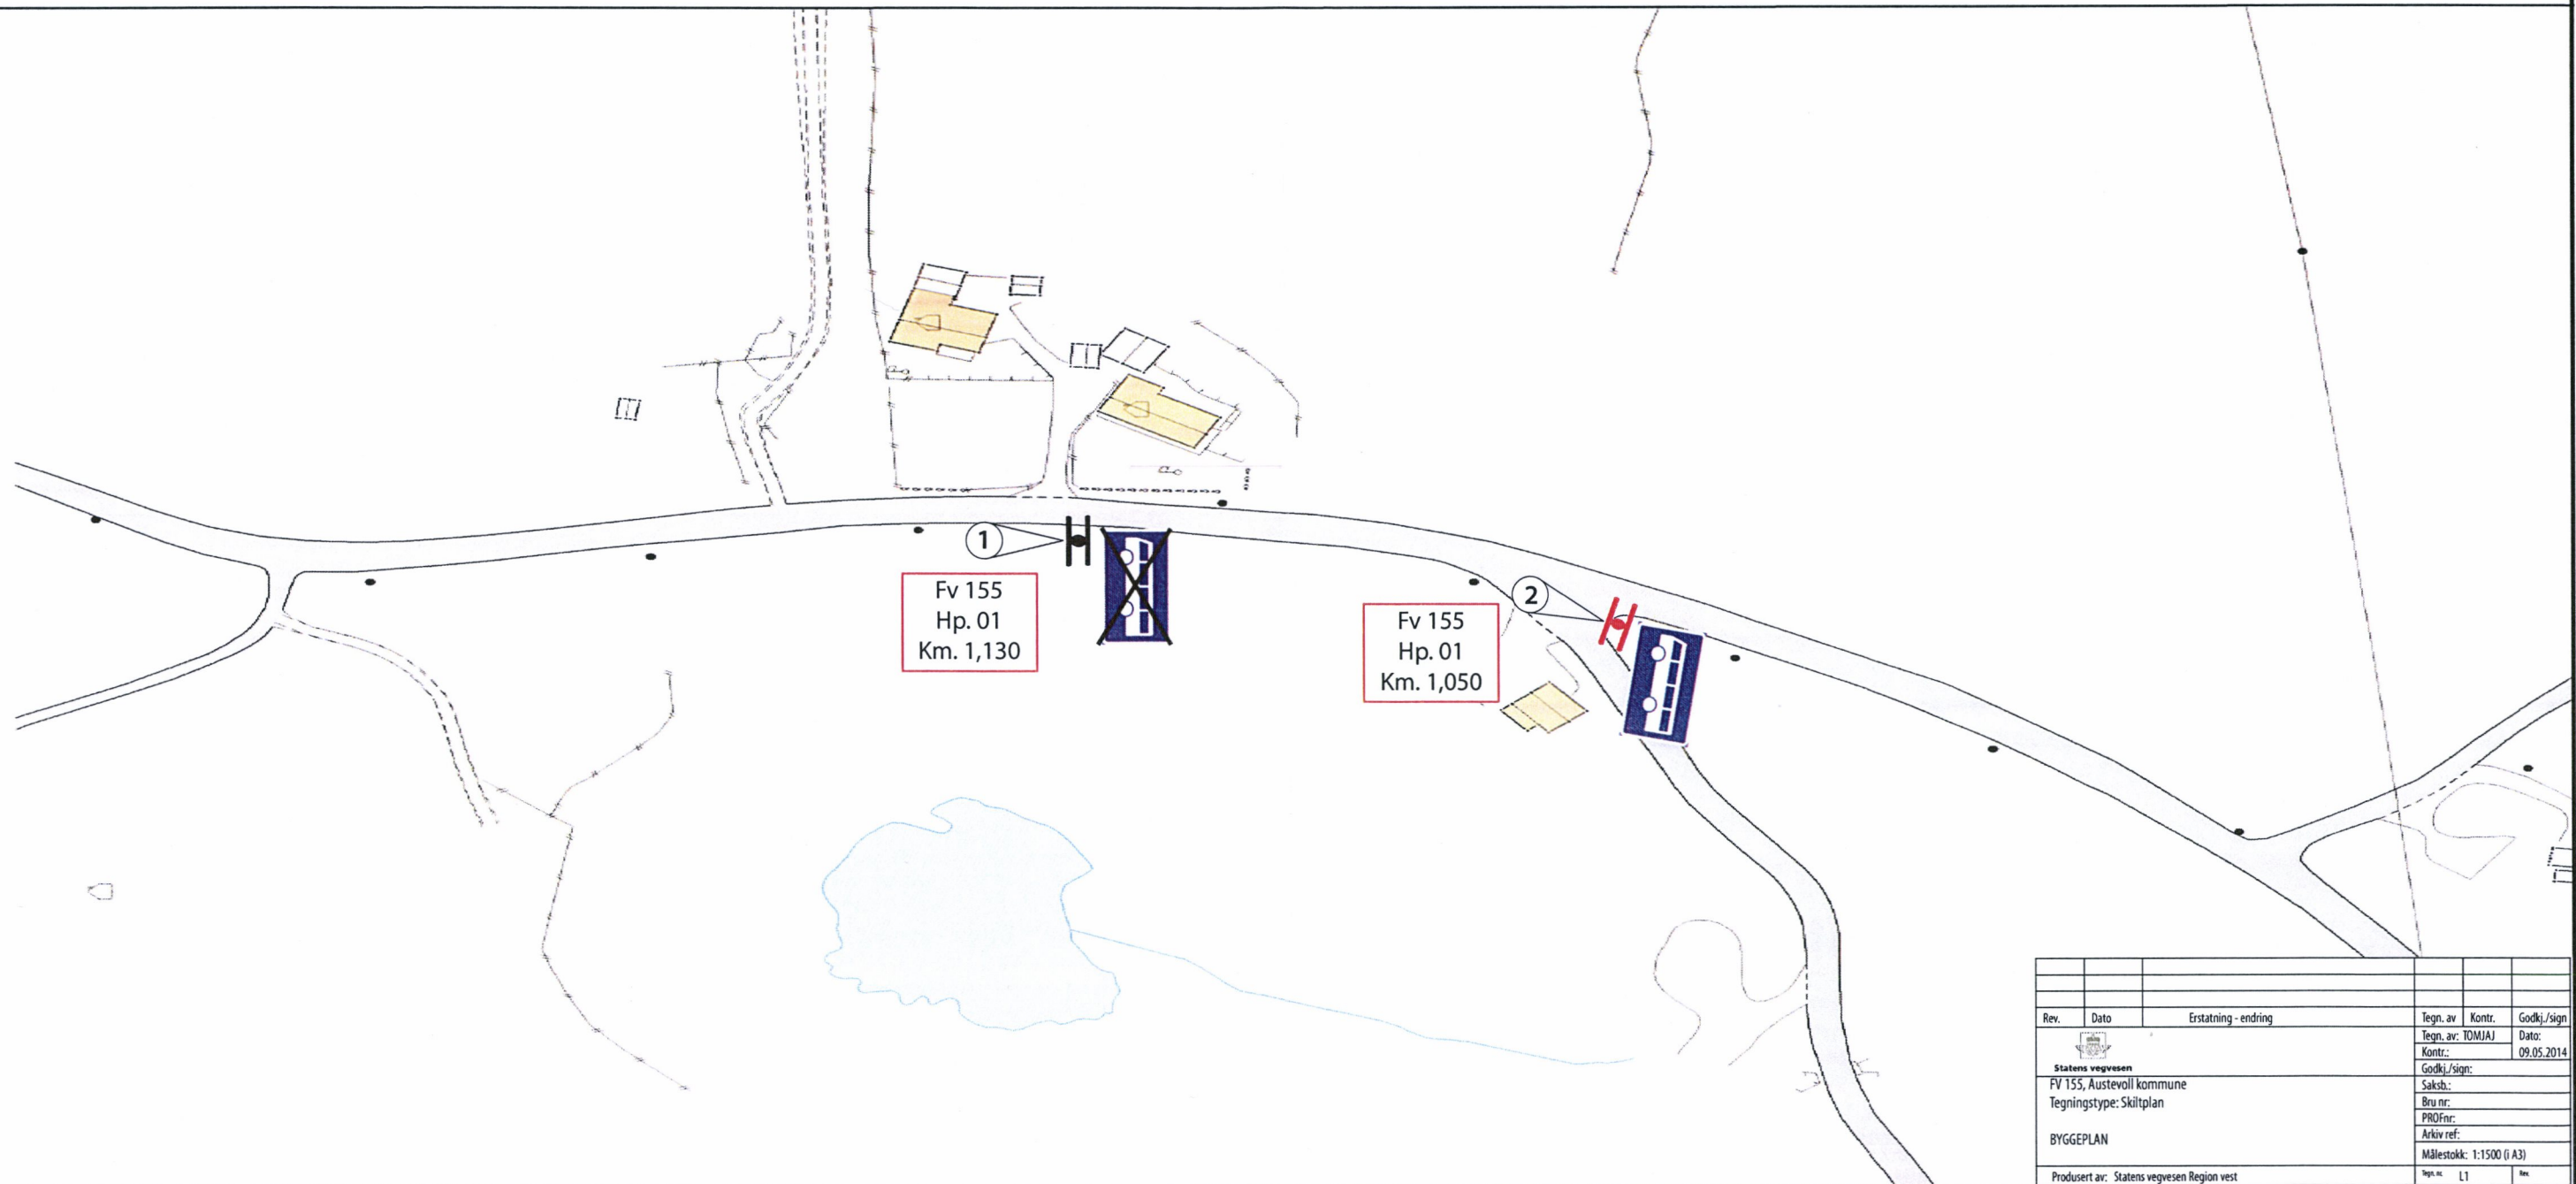 1
Fv 155
Hp. 01
Km. 1,130
2
Fv 155
Hp. 01
Km. 1,050
Rev. Dato Erstatning - endring Tegn. av Kontr. Godkj./sign
Statens vegvesen
Tegn. av: TOMJAJ Dato:
Kontr.: 09.05.2014
Godkj./sign:
FV 155, Austevoll kommune
Saksb.:
Tegningstype: Skiltplan
Bru nr:
PROFnr:
BYGGEPLAN
Arkiv ref:
Målestokk: 1:1500 (i A3)
Produsert av: Statens vegvesen Region vest
Tegn. nr. L1 Rev.